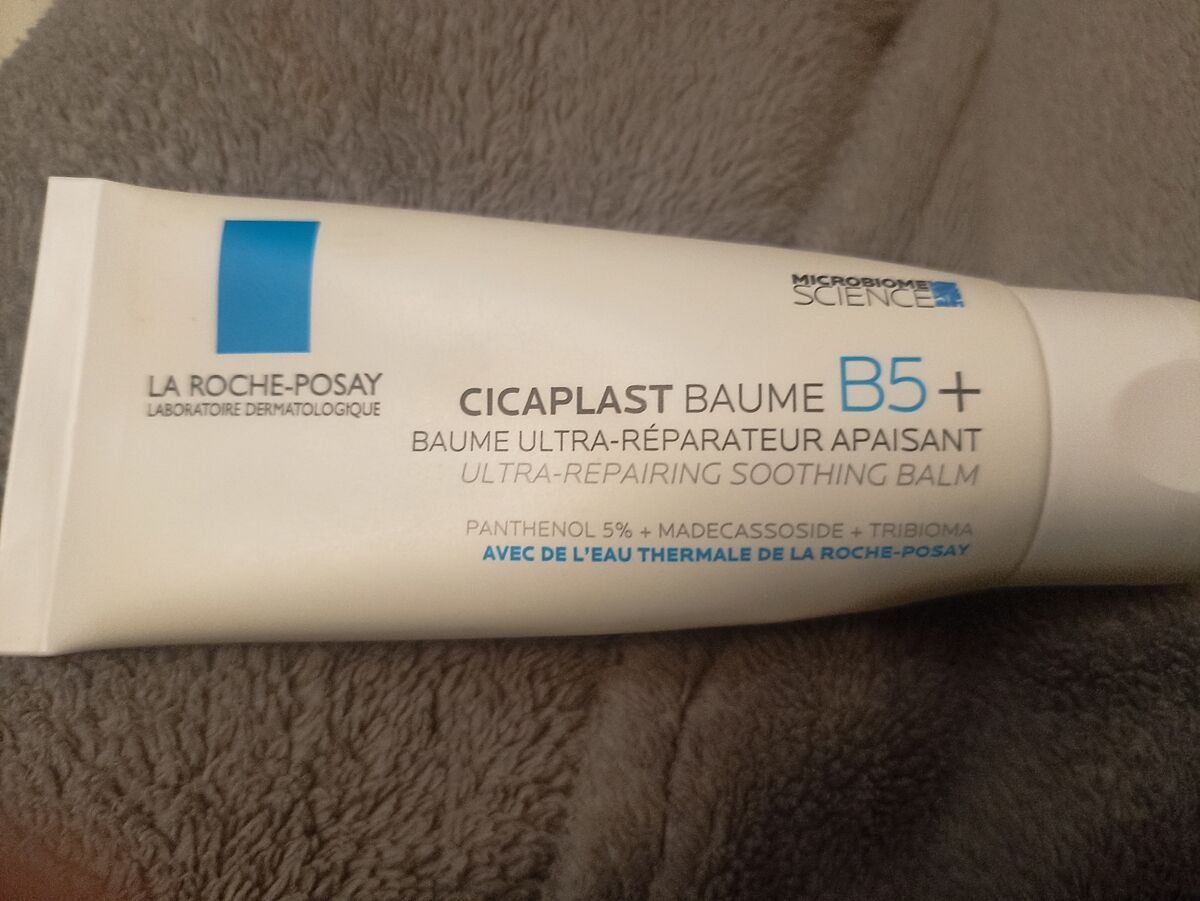 LA ROCHE-POSAY
LABORATOIRE DERMATOLOGIQUE
MICROBIOME
SCIENCE
CICAPLAST BAUME B5+
BAUME ULTRA-RÉPARATEUR APAISANT
ULTRA-REPAIRING SOOTHING BALM
PANTHENOL 5% + MADECASSOSIDE + TRIBIOMA
AVEC DE L'EAU THERMALE DE LA ROCHE-POSAY